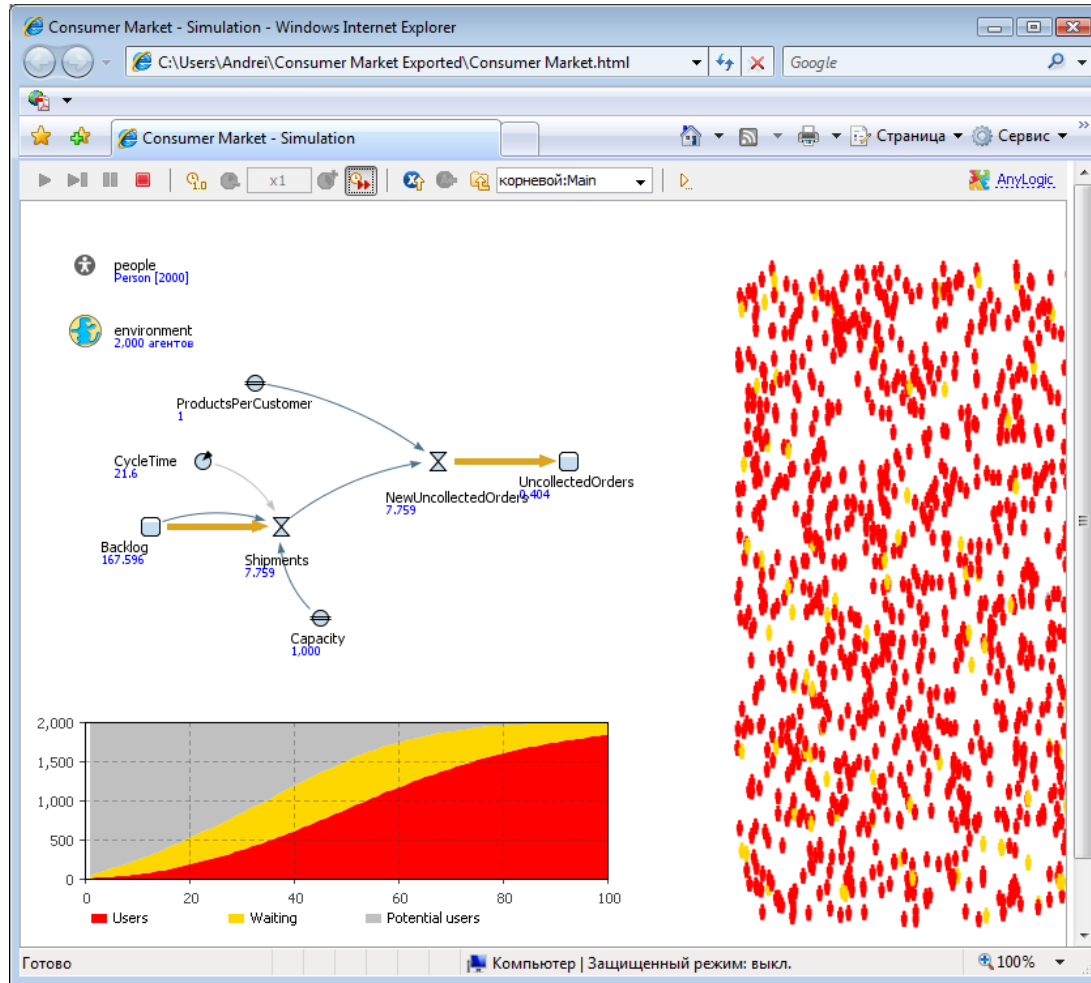 Consumer Market - Simulation - Windows Internet Explorer
C:\Users\Andrei\Consumer Market Exported\Consumer Market.html
Google
Consumer Market - Simulation
Страница
Сервис
»
1.0
x1
корневой:Main
AnyLogic
people
Person [2000]
environment
2,000 агентов
ProductsPerCustomer
1
CycleTime
21.6
NewUncollectedOrders
7.759
UncollectedOrders
0.404
Backlog
167.596
Shipments
7.759
Capacity
1,000
2,000
1,500
1,000
500
0
0 20 40 60 80 100
Users Waiting Potential users
Готово
Компьютер | Защищенный режим: выкл.
100%